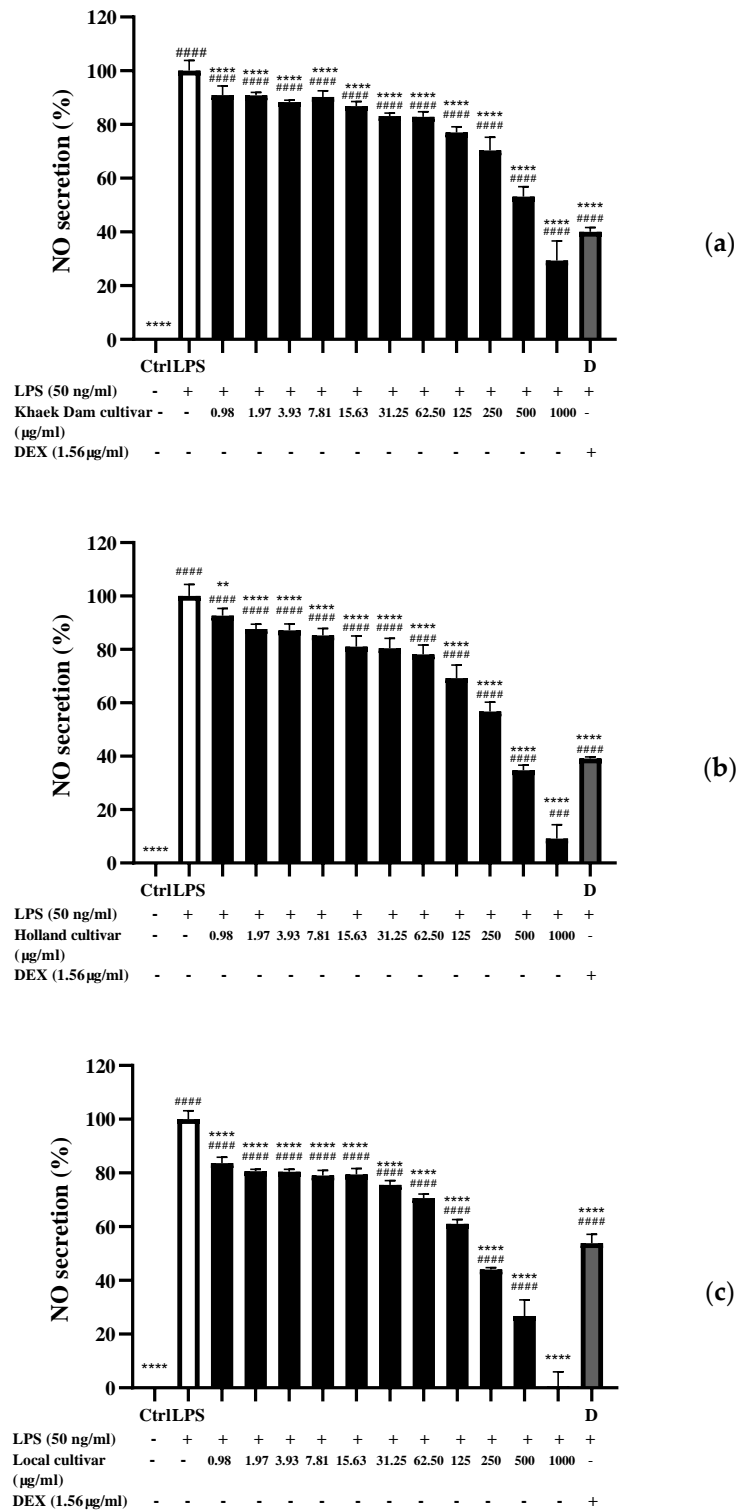 120
100
80
60
40
20
0
NO secretion (%)
**** #### **** #### **** #### **** #### **** #### **** #### **** #### **** #### **** #### **** #### **** #### **** #### **** ####
(a)
Ctrl LPS D
LPS (50 ng/ml) - + + + + + + + + + + + + +
Khaek Dam cultivar - - 0.98 1.97 3.93 7.81 15.63 31.25 62.50 125 250 500 1000 -
(µg/ml)
DEX (1.56µg/ml) - - - - - - - - - - - - - +
120
100
80
60
40
20
0
NO secretion (%)
**** #### ** #### **** #### **** #### **** #### **** #### **** #### **** #### **** #### **** #### **** #### **** ### **** ####
(b)
Ctrl LPS D
LPS (50 ng/ml) - + + + + + + + + + + + + +
Holland cultivar - - 0.98 1.97 3.93 7.81 15.63 31.25 62.50 125 250 500 1000 -
(µg/ml)
DEX (1.56µg/ml) - - - - - - - - - - - - - +
120
100
80
60
40
20
0
NO secretion (%)
**** #### **** #### **** #### **** #### **** #### **** #### **** #### **** #### **** #### **** #### **** #### **** **** ####
(c)
Ctrl LPS D
LPS (50 ng/ml) - + + + + + + + + + + + + +
Local cultivar - - 0.98 1.97 3.93 7.81 15.63 31.25 62.50 125 250 500 1000 -
(µg/ml)
DEX (1.56µg/ml) - - - - - - - - - - - - - +